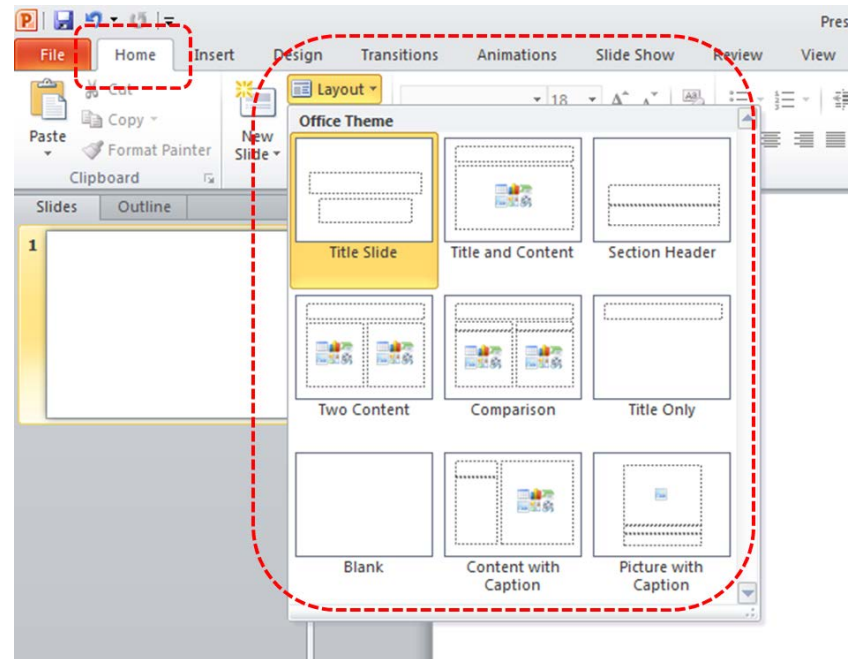 P
Pres
File Home Insert Design Transitions Animations Slide Show Review View
Cut
Copy
Format Painter
Paste
Clipboard
New
Slide
Layout
18
Slides Outline
1
Office Theme
Title Slide Title and Content Section Header
Two Content Comparison Title Only
Blank Content with Caption Picture with Caption